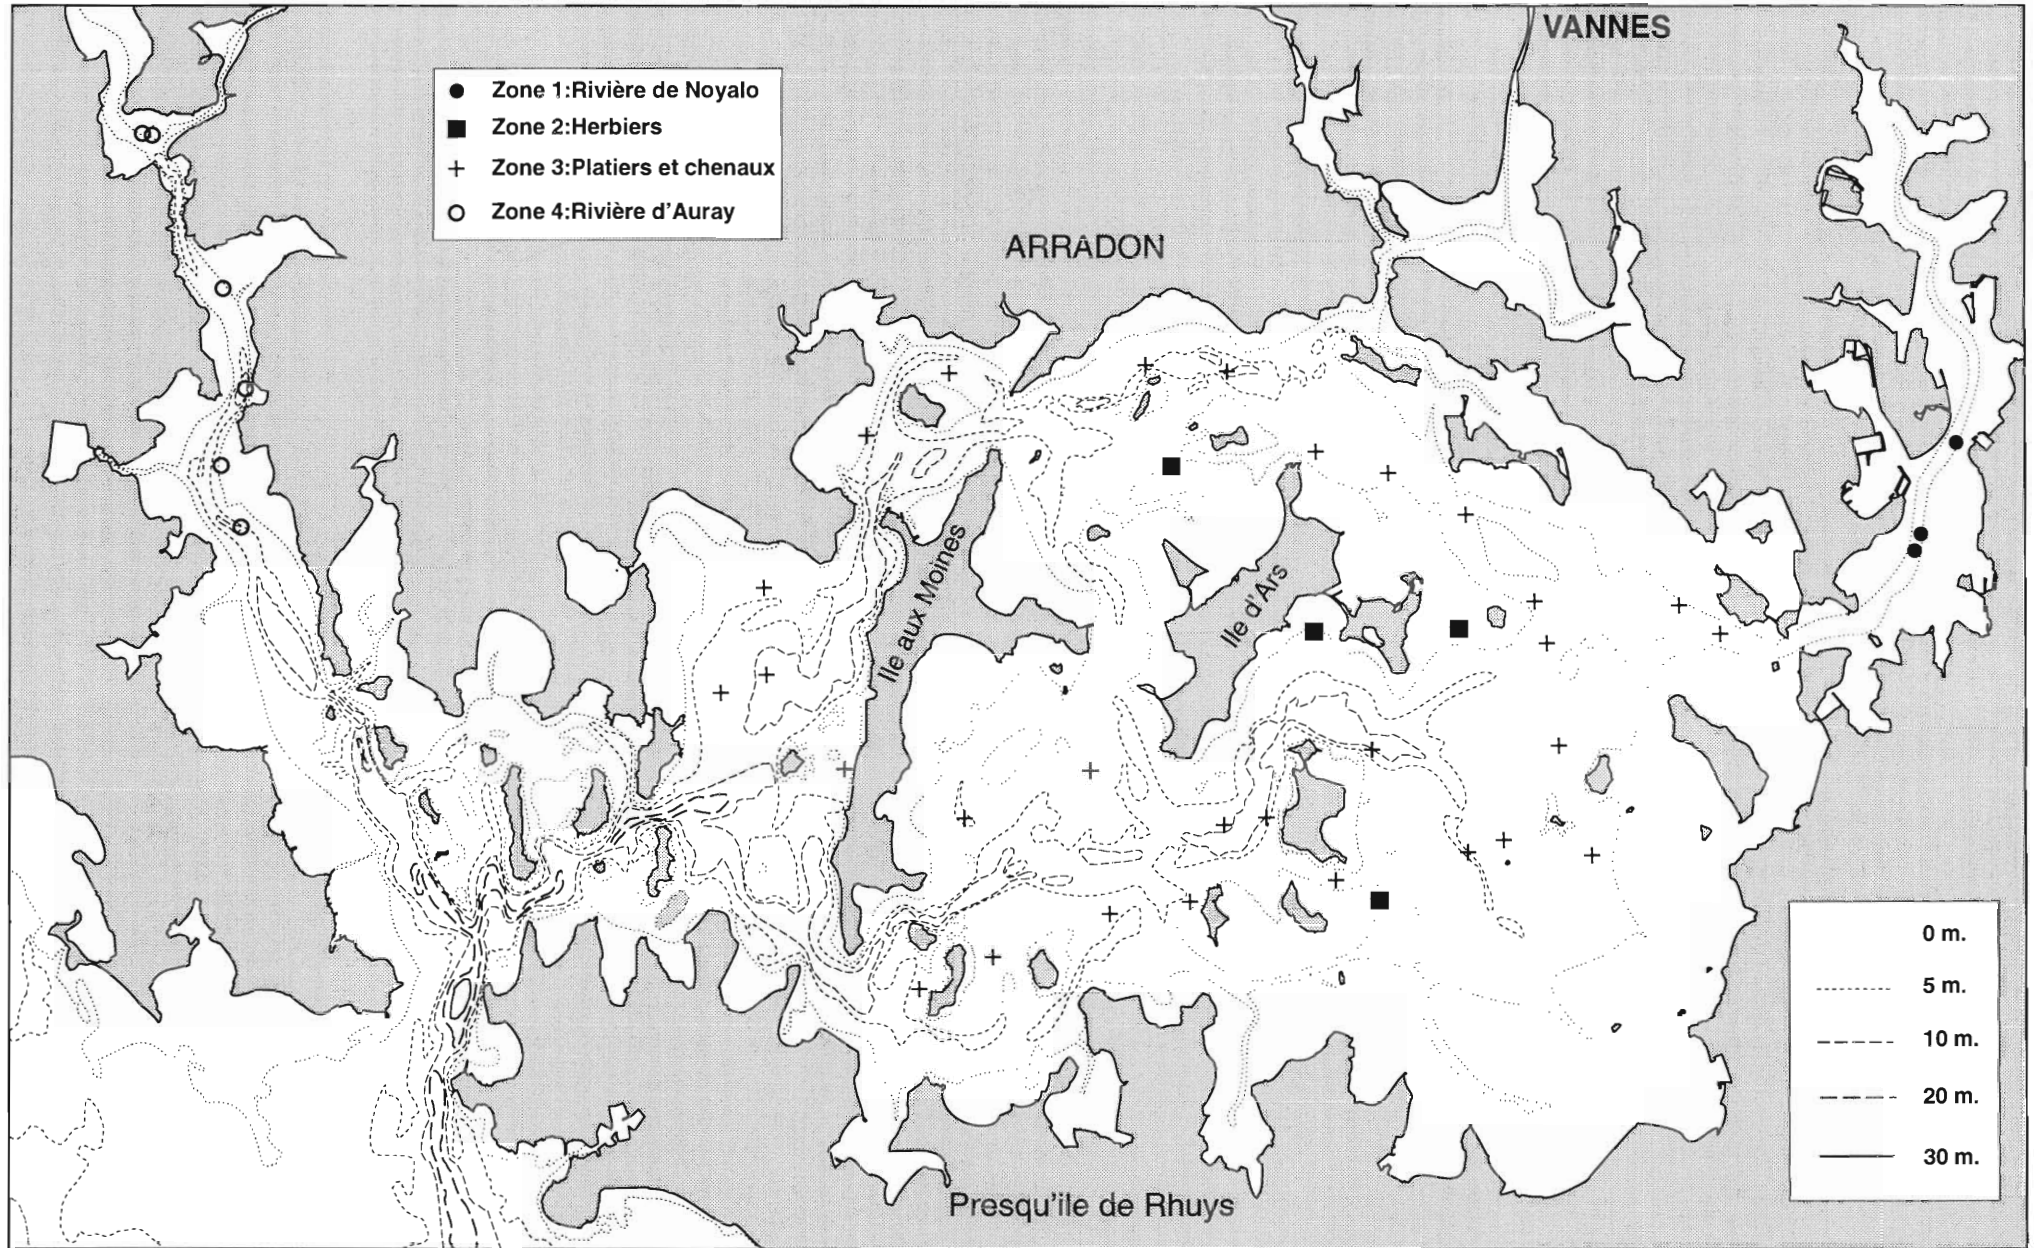 VANNES
Zone 1:Rivière de Noyalo
Zone 2:Herbiers
Zone 3:Platiers et chenaux
Zone 4:Rivière d'Auray
ARRADON
Ile aux Moines
Ile d'Ars
0 m.
5 m.
10 m.
20 m.
30 m.
Presqu'ile de Rhuys